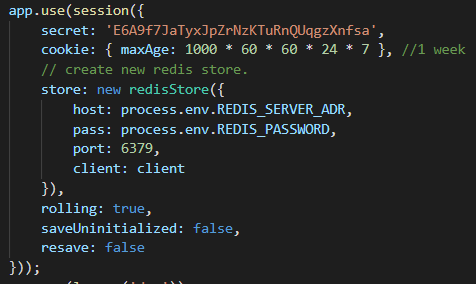 app.use(session({
    secret: 'E6A9f7JaTyxJpZrNzKTuRnQUqgzXnfsa',
    cookie: { maxAge: 1000 * 60 * 60 * 24 * 7 }, //1 week
    // create new redis store.
    store: new redisStore({
        host: process.env.REDIS_SERVER_ADR,
        pass: process.env.REDIS_PASSWORD,
        port: 6379,
        client: client
    }),
    rolling: true,
    saveUninitialized: false,
    resave: false
}));